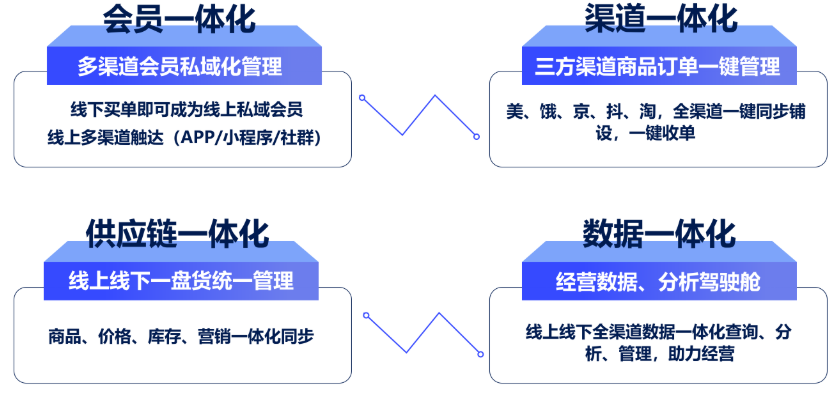 会员一体化
多渠道会员私域化管理
线下买单即可成为线上私域会员
线上多渠道触达（APP/小程序/社群）
渠道一体化
三方渠道商品订单一键管理
美、饿、京、抖、淘，全渠道一键同步铺
设，一键收单
供应链一体化
线上线下一盘货统一管理
商品、价格、库存、营销一体化同步
数据一体化
经营数据、分析驾驶舱
线上线下全渠道数据一体化查询、分
析、管理，助力经营